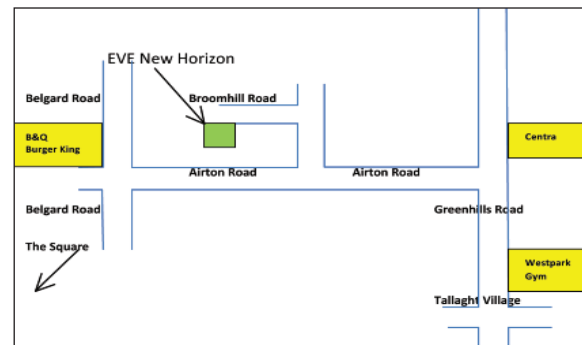 EVE New Horizon
Belgard Road
Broomhill Road
B&Q
Burger King
Centra
Airton Road
Airton Road
Belgard Road
Greenhills Road
The Square
Westpark
Gym
Tallaght Village